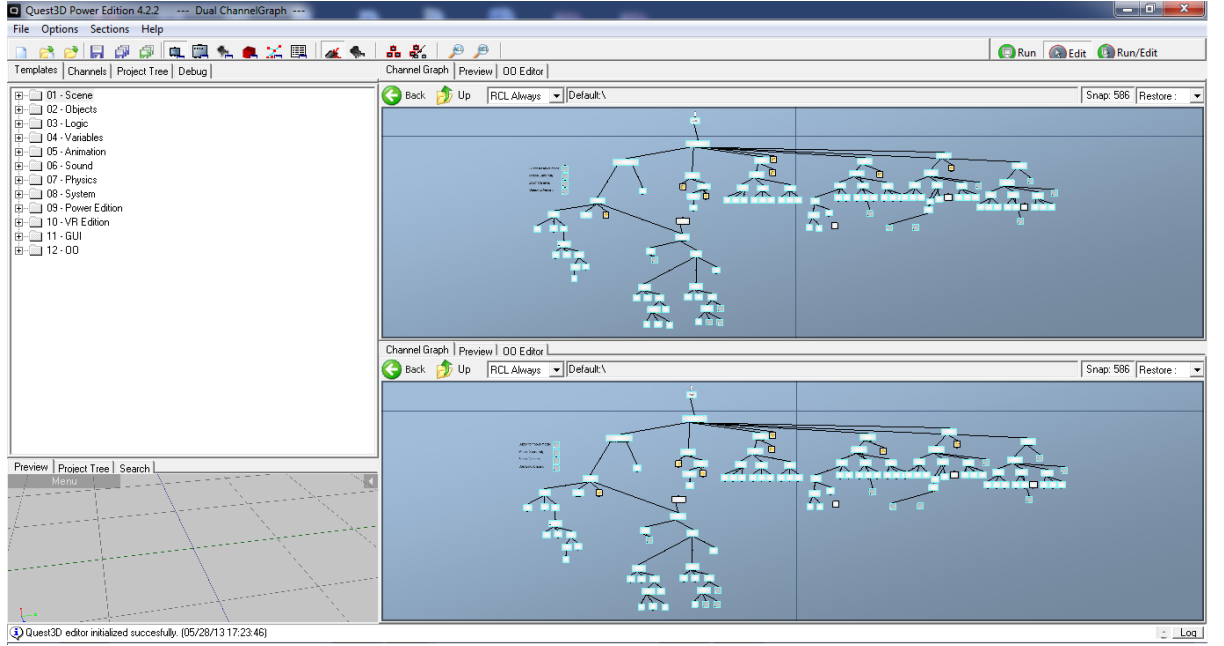 Quest3D Power Edition 4.2.2 --- Dual ChannelGraph ---
File Options Sections Help
Run Edit Run/Edit
Templates Channels Project Tree Debug
Channel Graph Preview OO Editor
Back Up RCL Always Default:\ Snap: 586 Restore :
01 - Scene
02 - Objects
03 - Logic
04 - Variables
05 - Animation
06 - Sound
07 - Physics
08 - System
09 - Power Edition
10 - VR Edition
11 - GUI
12 - OO
Channel Graph Preview OO Editor
Back Up RCL Always Default:\ Snap: 586 Restore :
Preview Project Tree Search
Menu
Quest3D editor initialized succesfully. (05/28/13 17:23:46)
Log